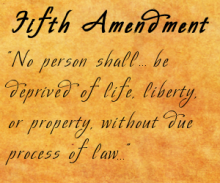 Fifth Amendment
"No person shall... be
deprived of life, liberty,
or property, without due
process of law..."